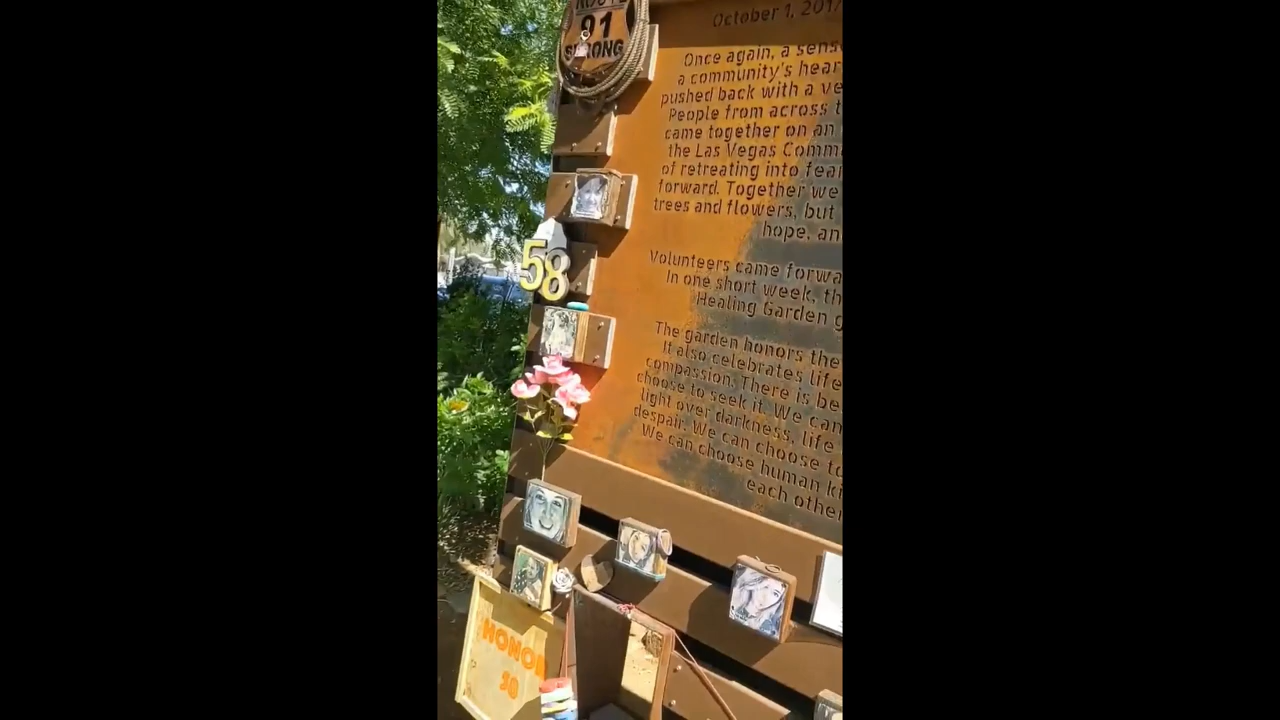 ROUTE
91
STRONG
October 1, 2017
Once again, a sens
a community's hear
pushed back with a ve
People from across t
came together on an
the Las Vegas Comm
of retreating into fear
forward. Together we
trees and flowers, but
hope, an
58
Volunteers came forwa
In one short week, th
Healing Garden g
The garden honors the
It also celebrates life
compassion. There is be
choose to seek it. We can
light over darkness, life
despair. We can choose to
We can choose human ki
each other
HONOR